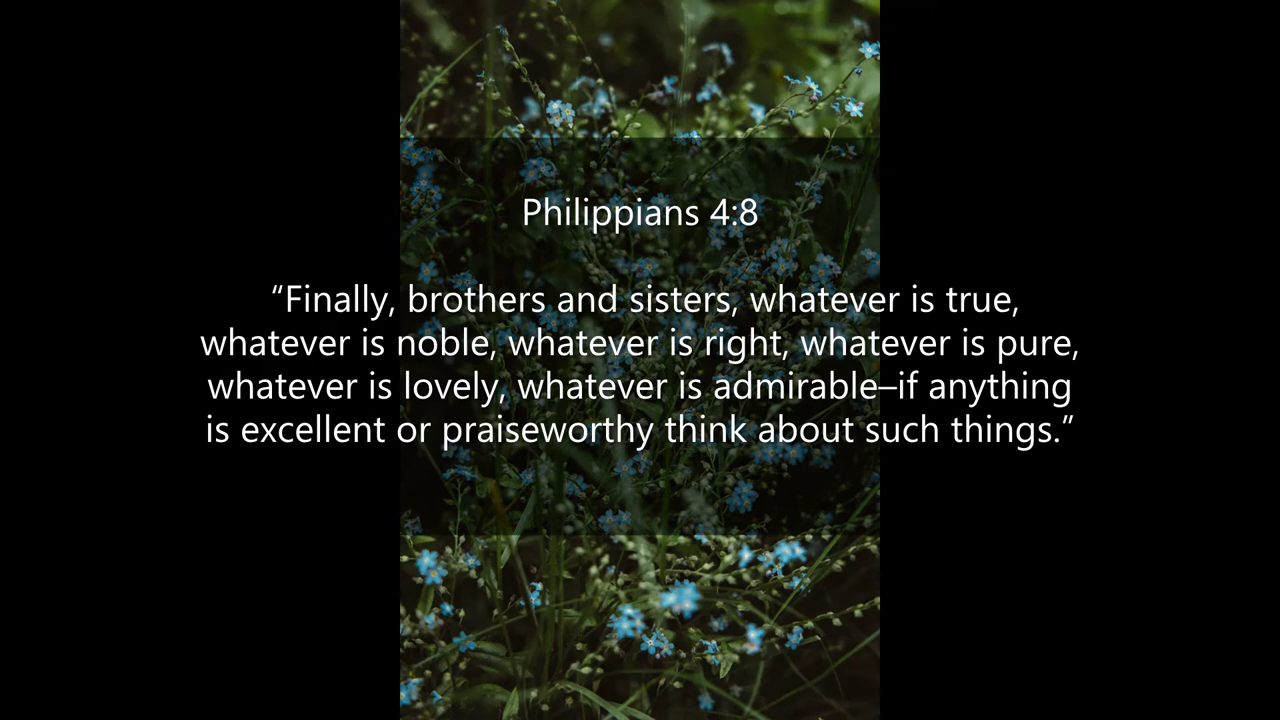 Philippians 4:8
“Finally, brothers and sisters, whatever is true,
whatever is noble, whatever is right, whatever is pure,
whatever is lovely, whatever is admirable–if anything
is excellent or praiseworthy think about such things.”